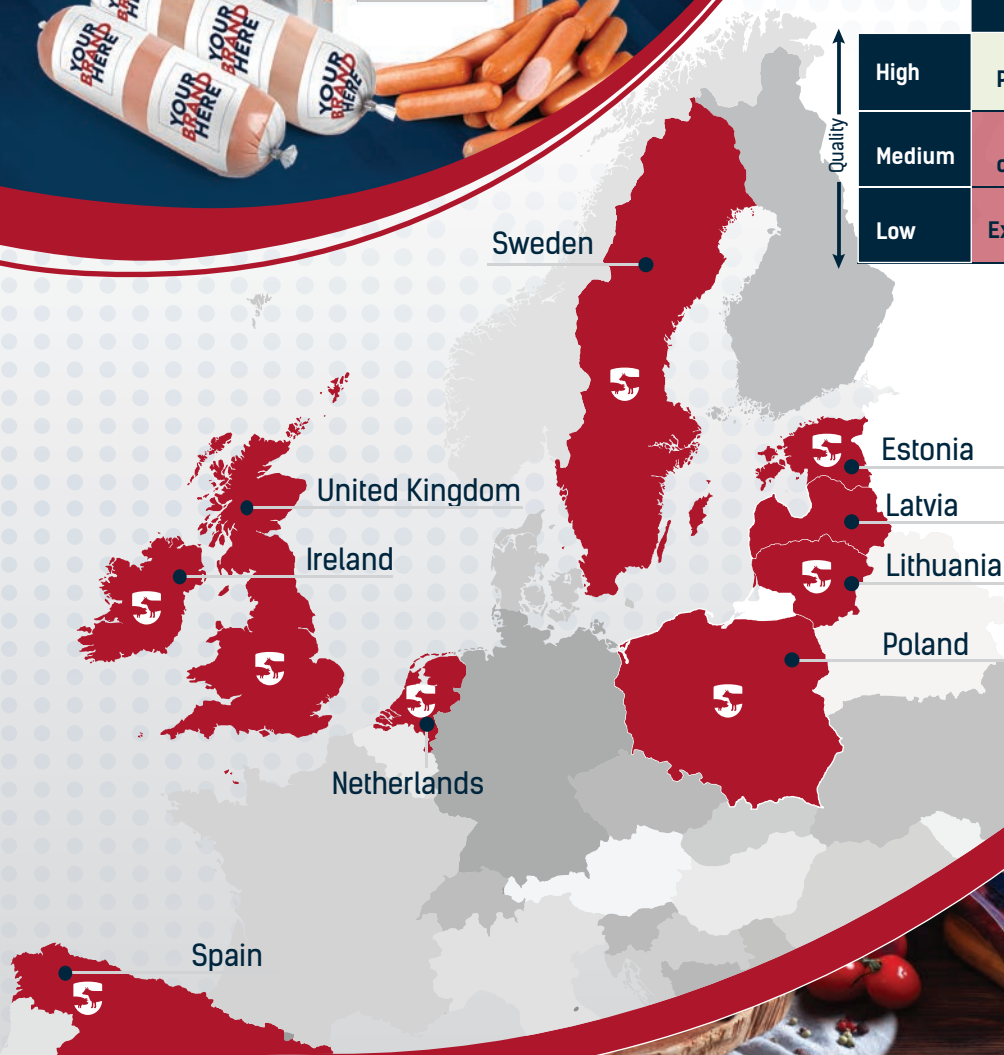 YOUR
BRAND
HERE
YOUR
BRAND
HERE
YOUR
BRAND
HERE
YOUR
BRAND
HERE
Quality
High
Medium
Low
Sweden
Estonia
United Kingdom
Latvia
Ireland
Lithuania
Poland
Netherlands
Spain